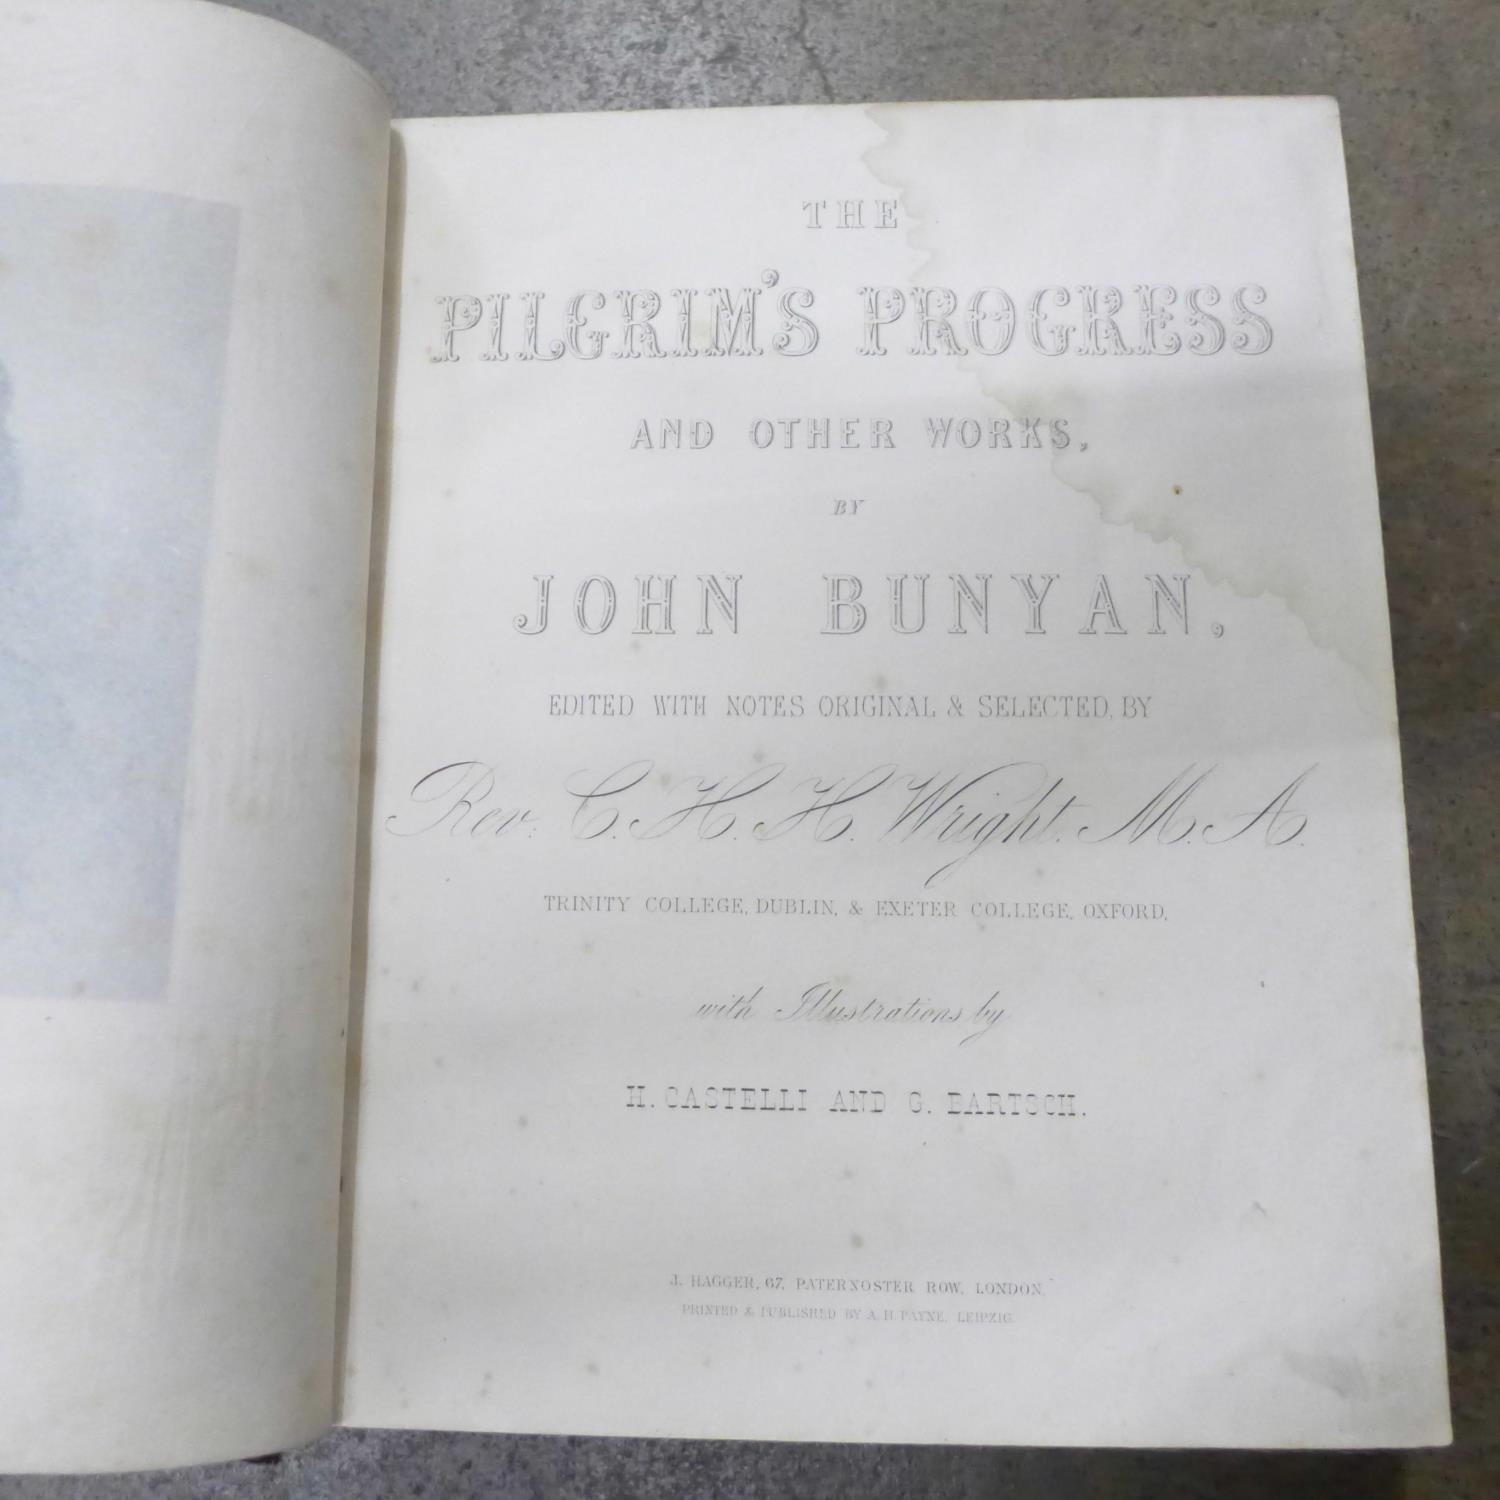 THE
PILGRIM'S PROGRESS
AND OTHER WORKS,
BY
JOHN BUNYAN,
EDITED WITH NOTES ORIGINAL & SELECTED, BY
Rev. C. H. H. Wright. M. A.
TRINITY COLLEGE, DUBLIN, & EXETER COLLEGE, OXFORD,
with Illustrations by
H. CASTELLI AND G. BARTSCH.
J. HAGGER, 67, PATERNOSTER ROW, LONDON.
PRINTED & PUBLISHED BY A. H. PAYNE, LEIPZIG.